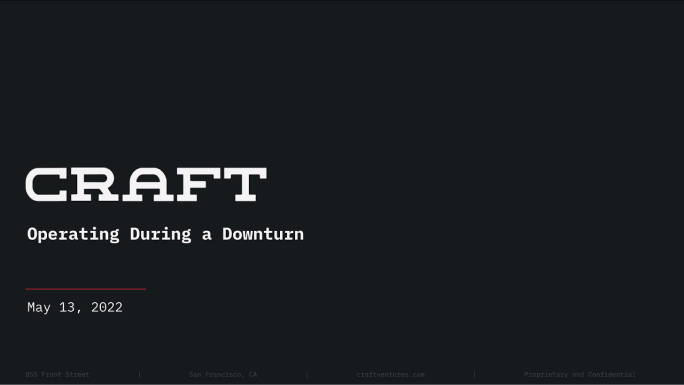 CRAFT
Operating During a Downturn
May 13, 2022
855 Front Street | San Francisco, CA | craftventures.com | Proprietary and Confidential